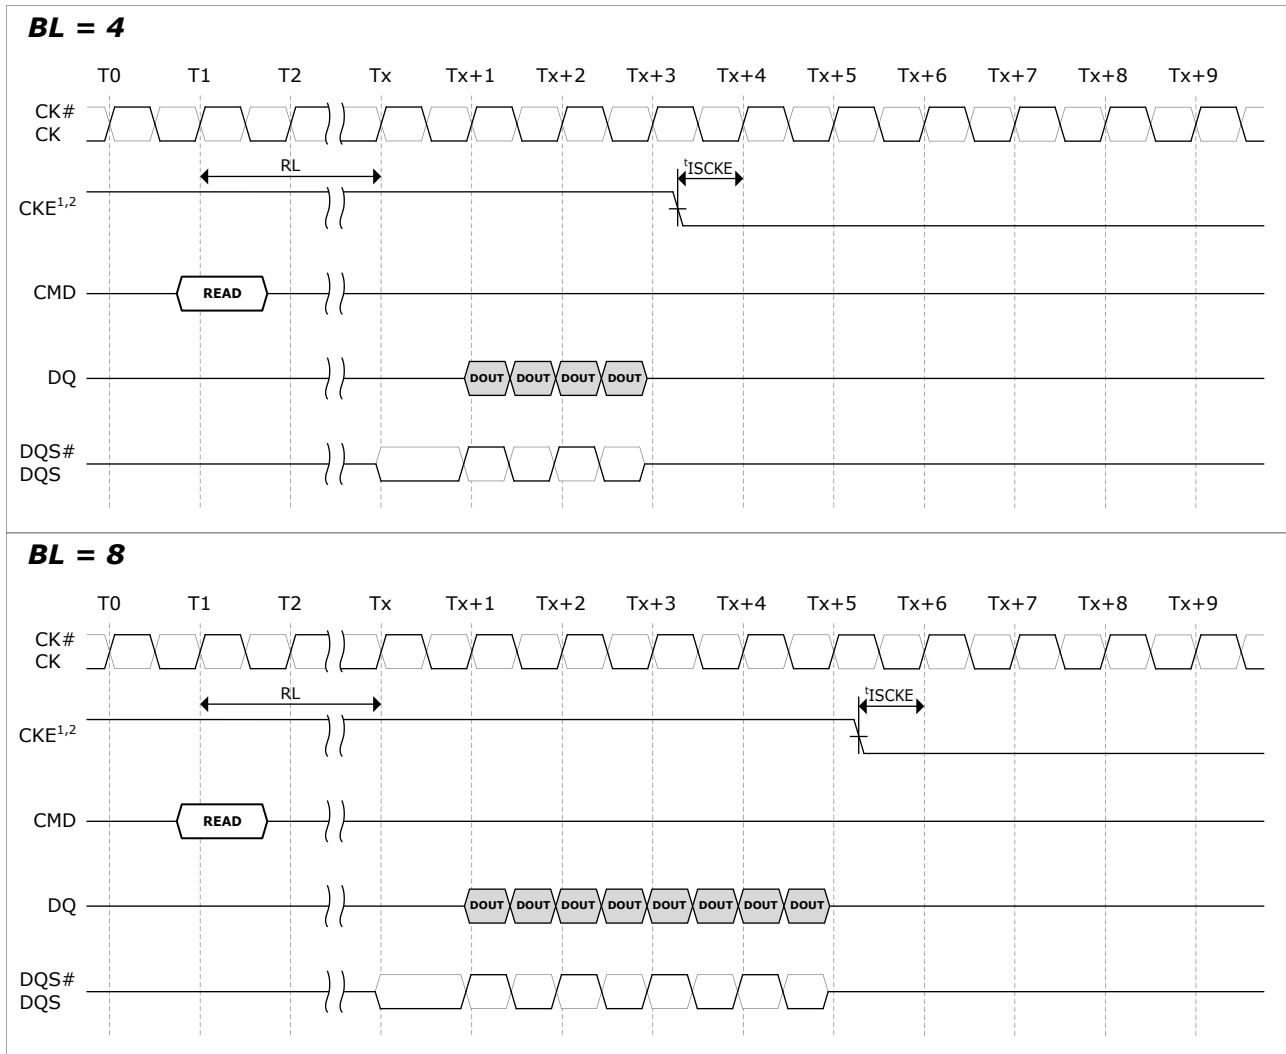 BL = 4
T0 T1 T2 Tx Tx+1 Tx+2 Tx+3 Tx+4 Tx+5 Tx+6 Tx+7 Tx+8 Tx+9
CK#
CK
RL
tISCKE
CKE1,2
CMD
READ
DQ
DOUT DOUT DOUT DOUT
DQS#
DQS
BL = 8
T0 T1 T2 Tx Tx+1 Tx+2 Tx+3 Tx+4 Tx+5 Tx+6 Tx+7 Tx+8 Tx+9
CK#
CK
RL
tISCKE
CKE1,2
CMD
READ
DQ
DOUT DOUT DOUT DOUT DOUT DOUT DOUT DOUT
DQS#
DQS